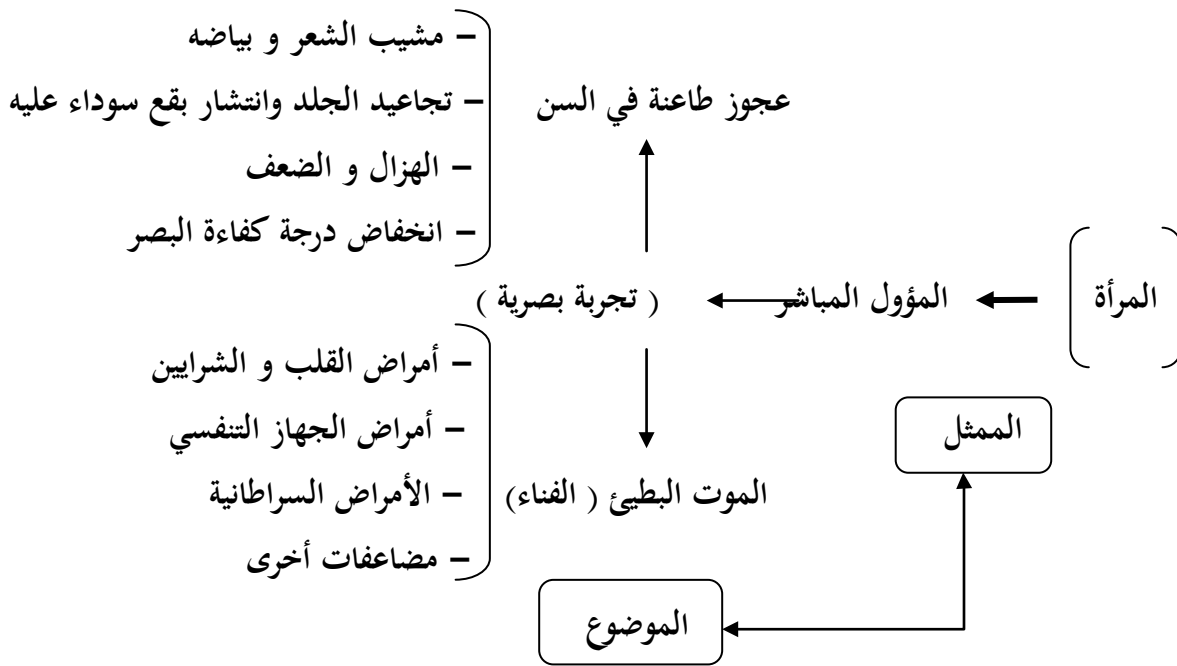 – مشيب الشعر و بياضه
عجوز طاعنة في السن
– تجاعيد الجلد وانتشار بقع سوداء عليه
– الهزال و الضعف
– انخفاض درجة كفاءة البصر
المرأة
المؤول المباشر
( تجربة بصرية )
– أمراض القلب و الشرايين
– أمراض الجهاز التنفسي
الممثل
الموت البطيئ ( الفناء)
– الأمراض السراطانية
– مضاعفات أخرى
الموضوع